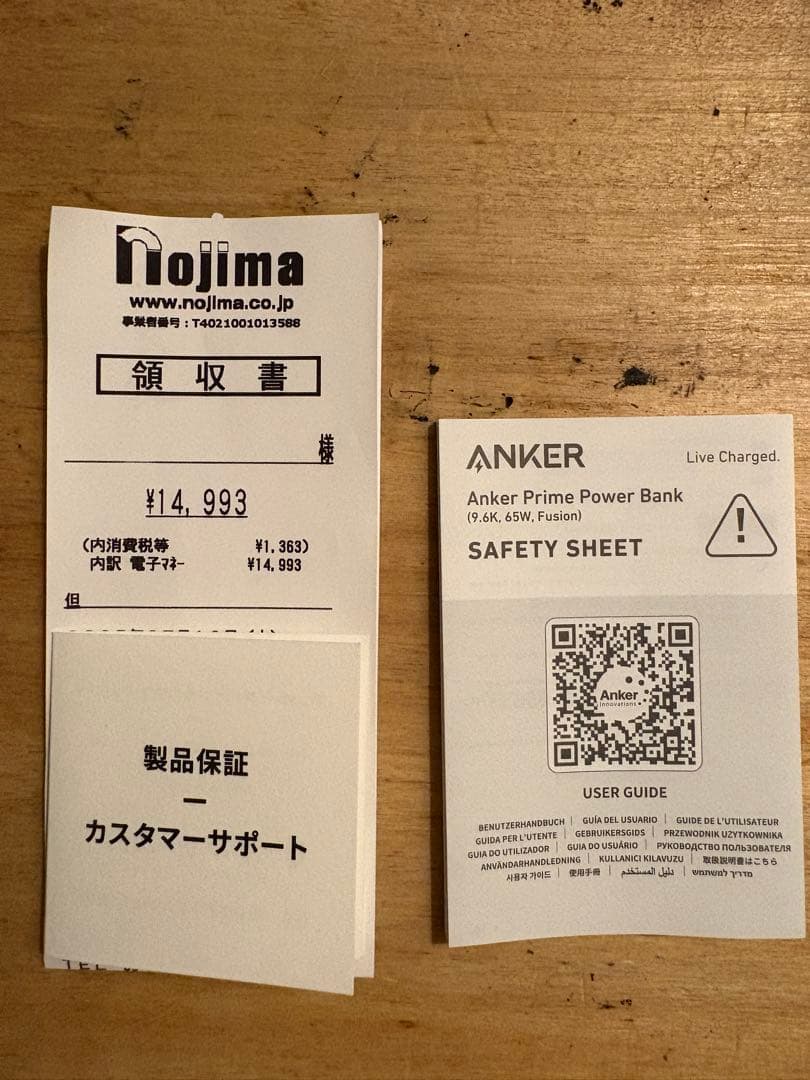 nojima
www.nojima.co.jp
事業者番号：T4021001013588
領 収 書
様
¥14,993
(内消費税等 ¥1,363)
内訳 電子ﾏﾈｰ ¥14,993
但
製品保証
ー
カスタマーサポート
ANKER
Live Charged.
Anker Prime Power Bank
(9.6K, 65W, Fusion)
SAFETY SHEET
!
Anker
Innovations
USER GUIDE
BENUTZERHANDBUCH | GUÍA DEL USUARIO | GUIDE DE L'UTILISATEUR
GUIDA PER L'UTENTE | GEBRUIKERSGIDS | PRZEWODNIK UŻYTKOWNIKA
GUIA DO UTILIZADOR | GUIA DO USUÁRIO | РУКОВОДСТВО ПОЛЬЗОВАТЕЛЯ
ANVÄNDARHANDLEDNING | KULLANICI KILAVUZU | 取扱説明書はこちら
사용자 가이드 | 使用手冊 | دليل المستخدم | מדריך למשתמש